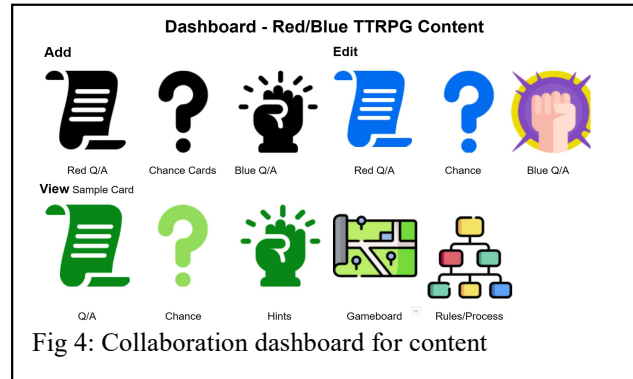 Dashboard - Red/Blue TTRPG Content
Add Edit
Red Q/A Chance Cards Blue Q/A Red Q/A Chance Blue Q/A
View Sample Card
Q/A Chance Hints Gameboard Rules/Process
Fig 4: Collaboration dashboard for content